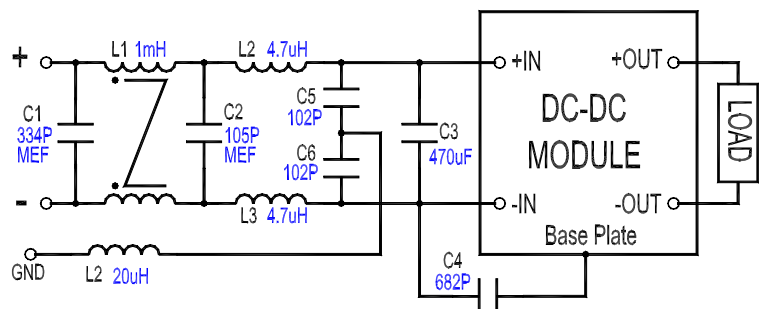 L1 1mH
L2 4.7uH
+
+IN
+OUT
C1
334P
MEF
C2
105P
MEF
C5
102P
C6
102P
C3
470uF
DC-DC
MODULE
LOAD
-
L3 4.7uH
-IN
-OUT
Base Plate
GND
L2 20uH
C4
682P